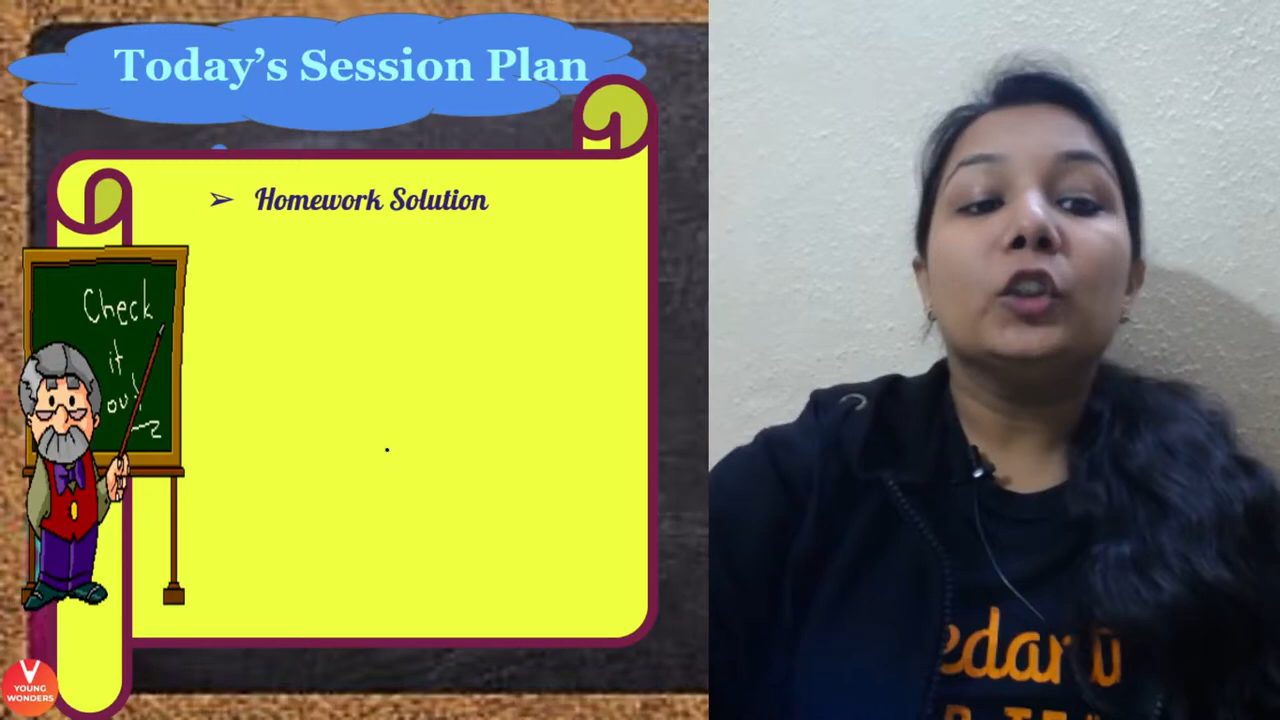 Today's Session Plan
➢ Homework Solution
Check
it
out!
YOUNG
WONDERS